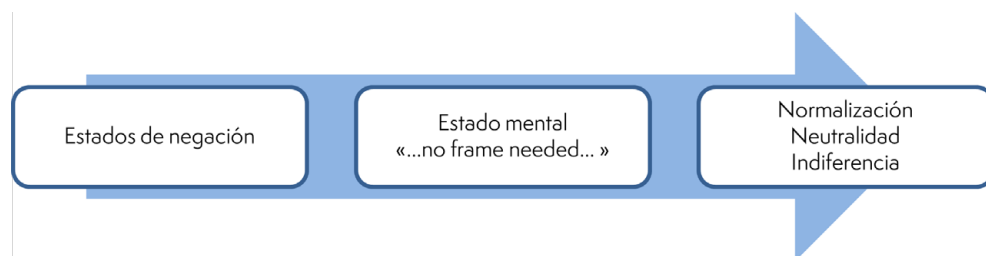 Estados de negación
Estado mental
«...no frame needed... »
Normalización
Neutralidad
Indiferencia